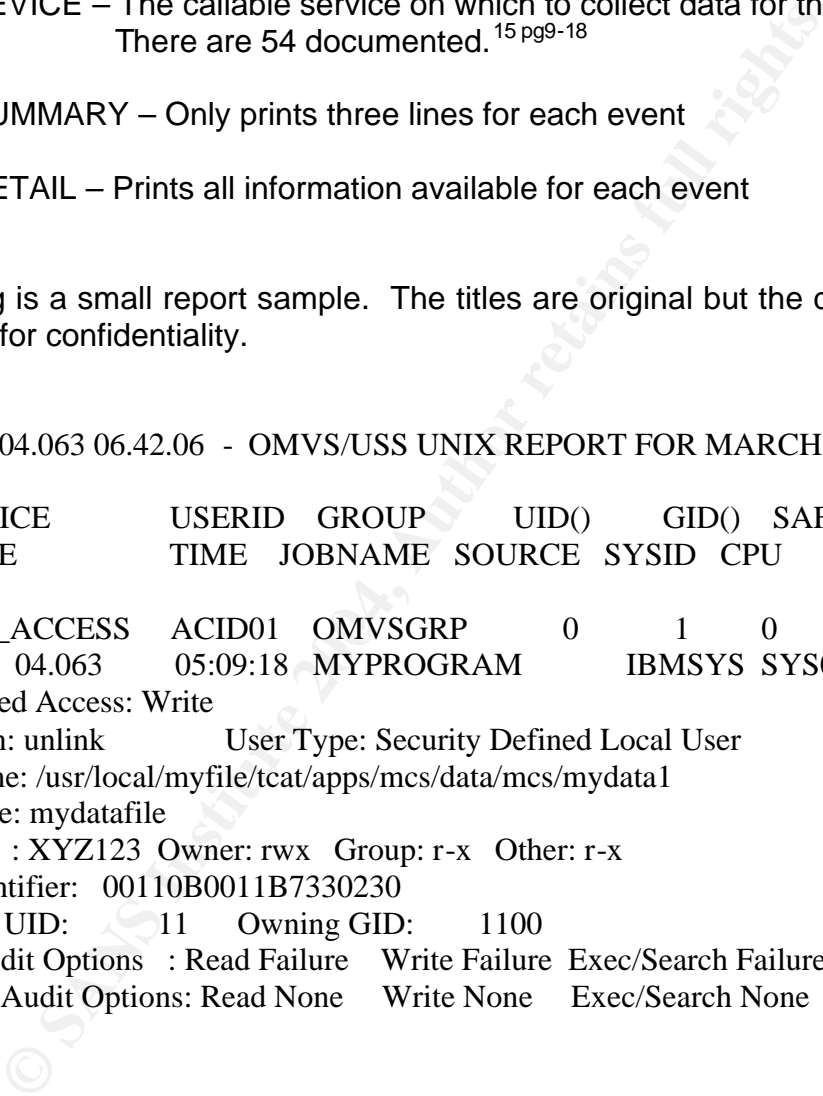 EVICE – The callable service on which to collect data for th
There are 54 documented.15 pg9-18
UMMARY – Only prints three lines for each event
ETAIL – Prints all information available for each event
g is a small report sample. The titles are original but the
for confidentiality.
04.063 06.42.06 - OMVS/USS UNIX REPORT FOR MARCH
ICE USERID GROUP UID() GID() SAF
E TIME JOBNAME SOURCE SYSID CPU
_ACCESS ACID01 OMVSGRP 0 1 0
04.063 05:09:18 MYPROGRAM IBMSYS SYS
ed Access: Write
n: unlink User Type: Security Defined Local User
ne: /usr/local/myfile/tcat/apps/mcs/data/mcs/mydata1
e: mydatafile
: XYZ123 Owner: rwx Group: r-x Other: r-x
ntifier: 00110B0011B7330230
UID: 11 Owning GID: 1100
dit Options : Read Failure Write Failure Exec/Search Failure
Audit Options: Read None Write None Exec/Search None
© SANS Institute 2004, Author retains full rights